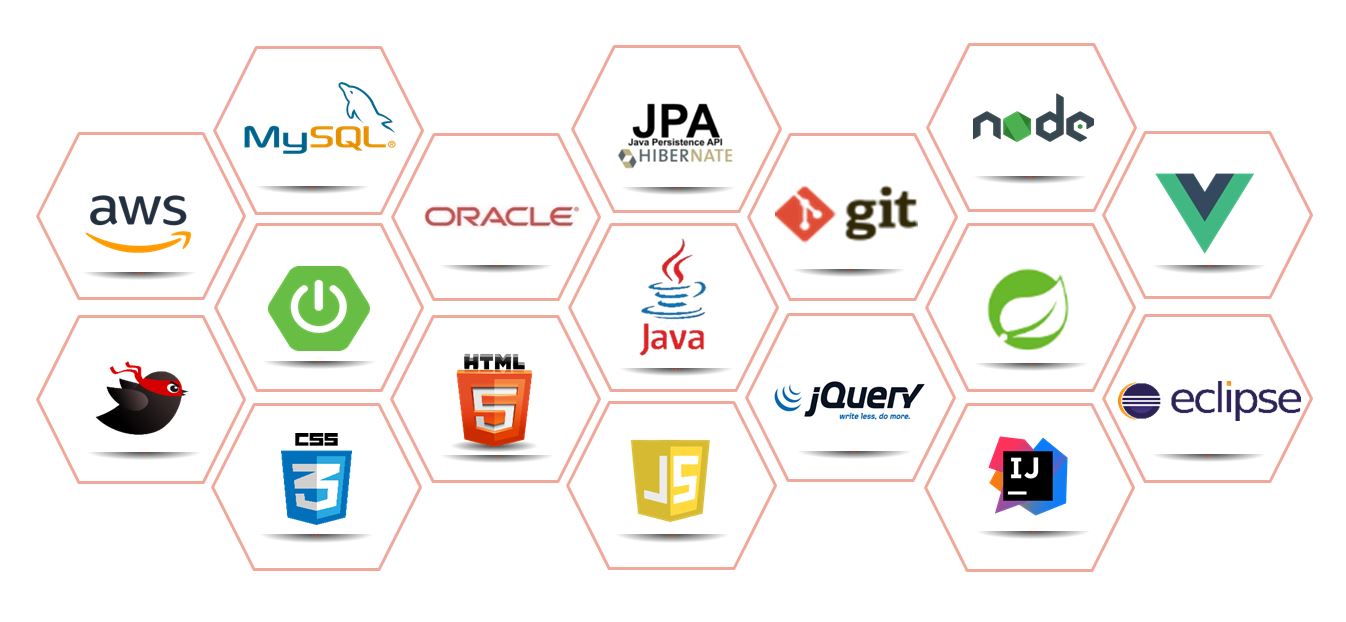 MySQL®
JPA
Java Persistence API
HIBERNATE
node
aws
ORACLE®
git
Java
HTML
5
jQuery
write less. do more.
eclipse
CSS
3
JS
IJ